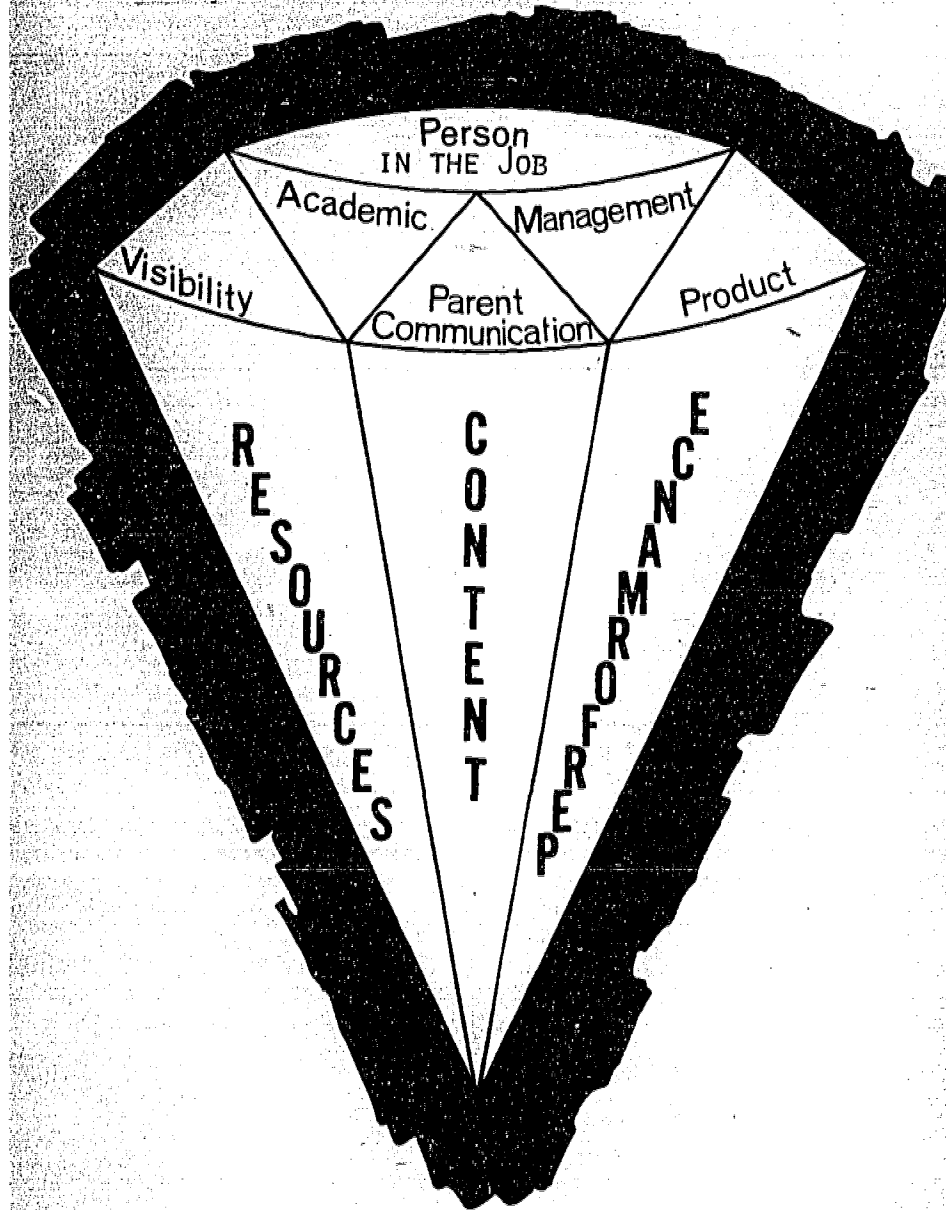 Person
IN THE JOB
Academic
Management
Visibility
Parent
Communication
Product
RESOURCES
CONTENT
PERFORMANCE